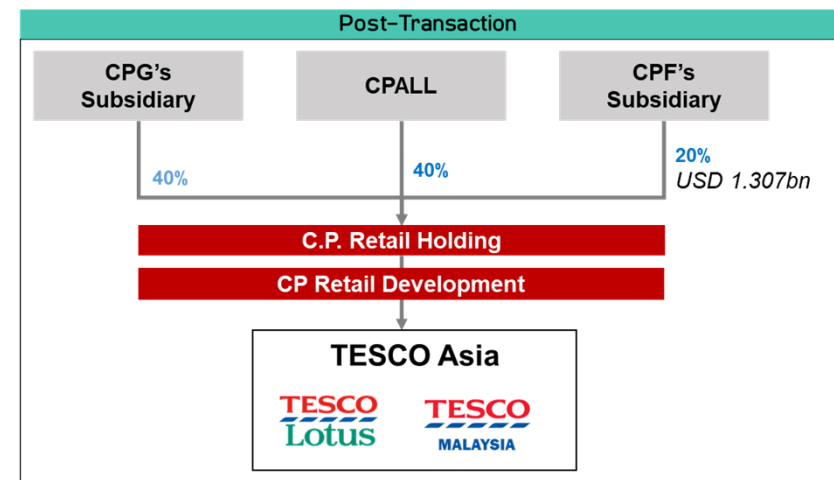 Post-Transaction
CPG's
Subsidiary
CPALL
CPF's
Subsidiary
40%
40%
20%
USD 1.307bn
C.P. Retail Holding
CP Retail Development
TESCO Asia
TESCO
Lotus
TESCO
MALAYSIA